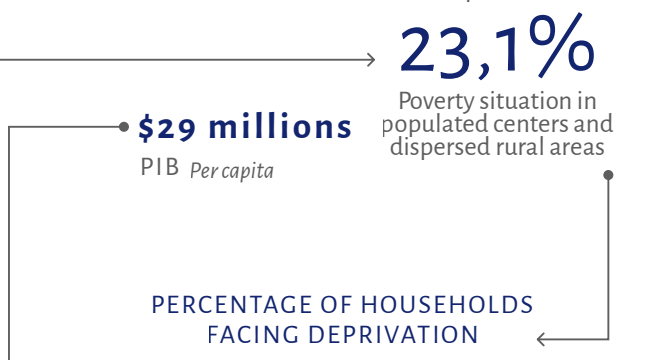 23,1%
Poverty situation in
populated centers and
dispersed rural areas
$29 millions
PIB Per capita
PERCENTAGE OF HOUSEHOLDS
FACING DEPRIVATION